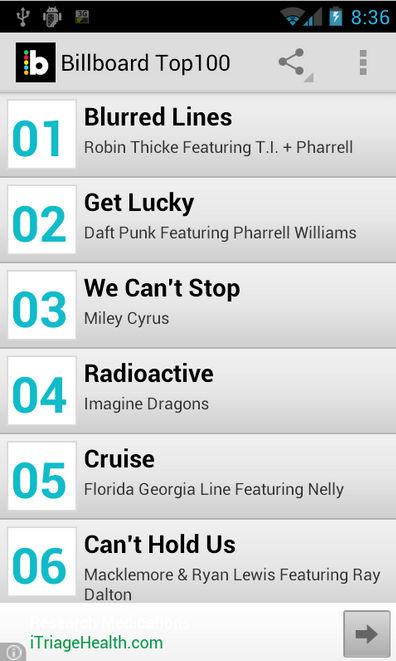 3G
8:36
b Billboard Top100
01
Blurred Lines
Robin Thicke Featuring T.I. + Pharrell
02
Get Lucky
Daft Punk Featuring Pharrell Williams
03
We Can't Stop
Miley Cyrus
04
Radioactive
Imagine Dragons
05
Cruise
Florida Georgia Line Featuring Nelly
06
Can't Hold Us
Macklemore & Ryan Lewis Featuring Ray
Dalton
Research Medications
iTriageHealth.com